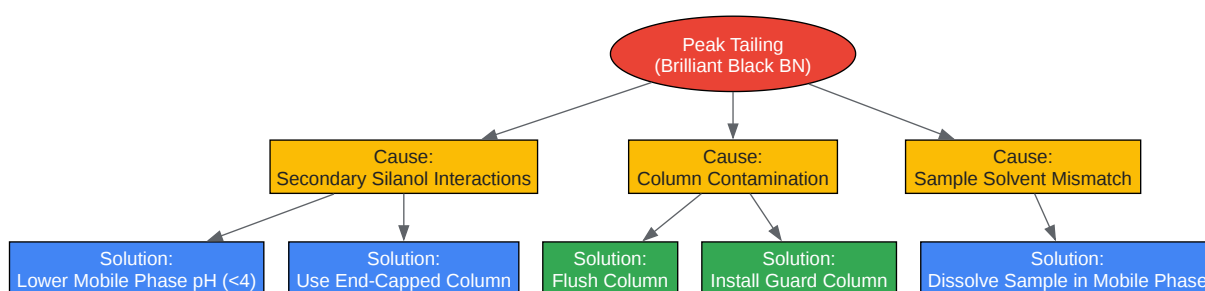 Peak Tailing
(Brilliant Black BN)
Cause:
Secondary Silanol Interactions
Cause:
Column Contamination
Cause:
Sample Solvent Mismatch
Solution:
Lower Mobile Phase pH (<4)
Solution:
Use End-Capped Column
Solution:
Flush Column
Solution:
Install Guard Column
Solution:
Dissolve Sample in Mobile Phase